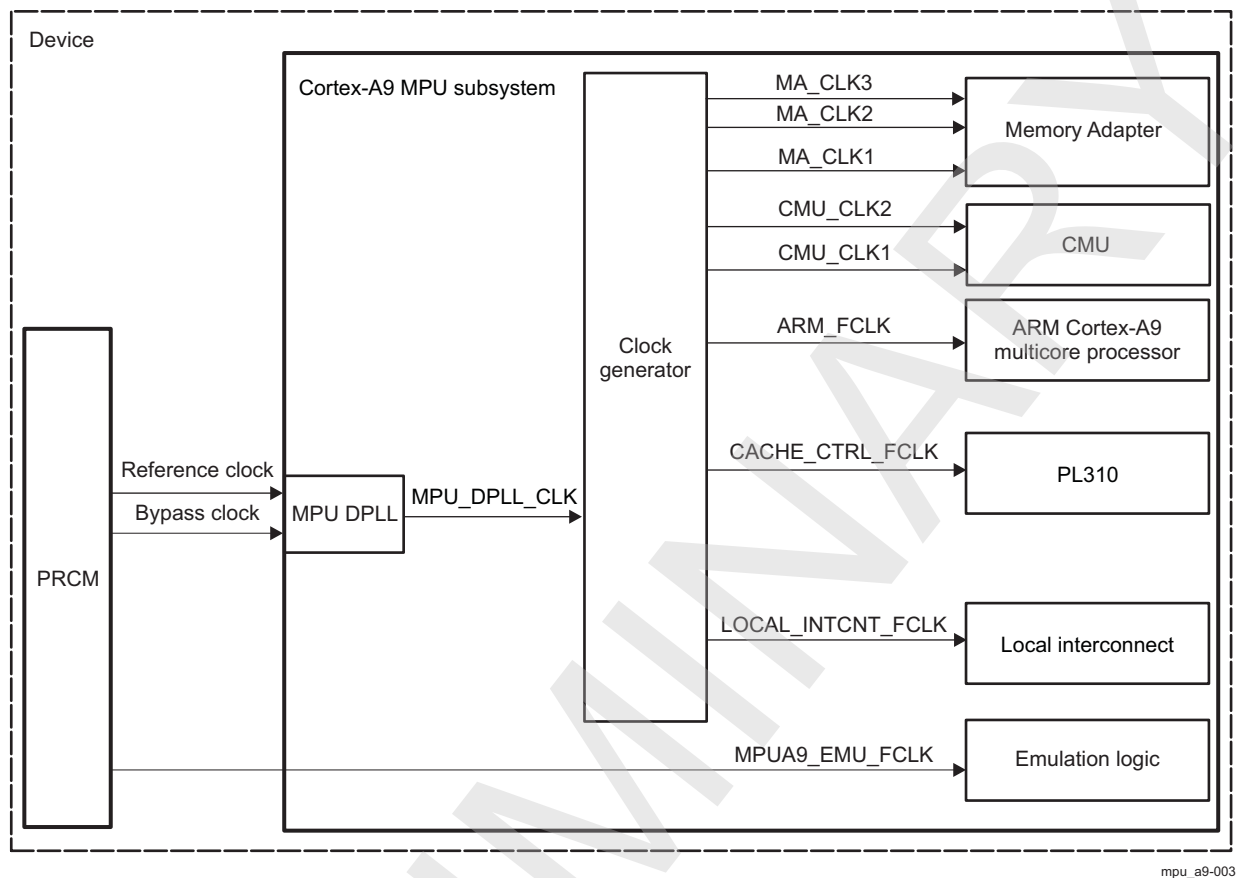 Device
Cortex-A9 MPU subsystem
MA_CLK3
MA_CLK2
MA_CLK1
Memory Adapter
CMU_CLK2
CMU_CLK1
CMU
ARM_FCLK
ARM Cortex-A9
multicore processor
Clock
generator
CACHE_CTRL_FCLK
PL310
Reference clock
Bypass clock
MPU DPLL
MPU_DPLL_CLK
PRCM
LOCAL_INTCNT_FCLK
Local interconnect
MPUA9_EMU_FCLK
Emulation logic
mpu_a9-003
MINARY